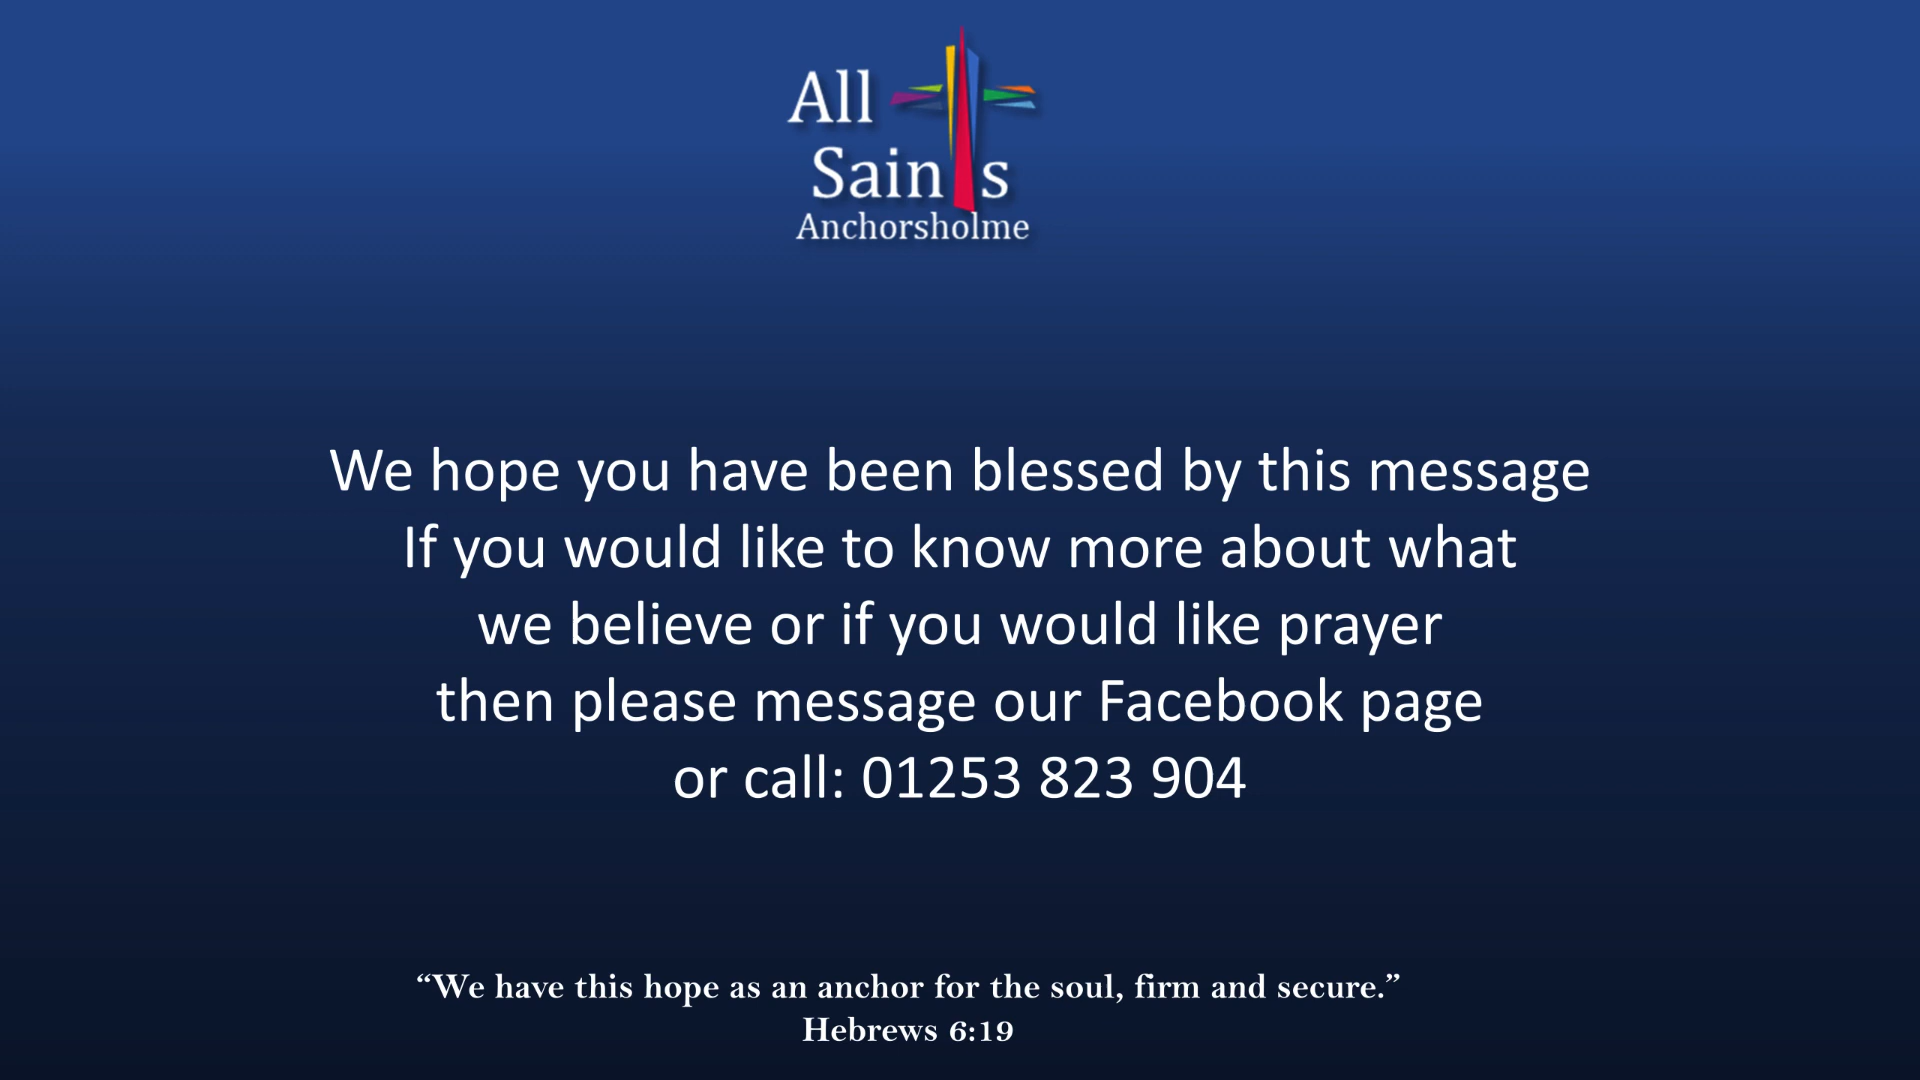 All
Saints
Anchorsholme
We hope you have been blessed by this message
If you would like to know more about what
we believe or if you would like prayer
then please message our Facebook page
or call: 01253 823 904
“We have this hope as an anchor for the soul, firm and secure.”
Hebrews 6:19